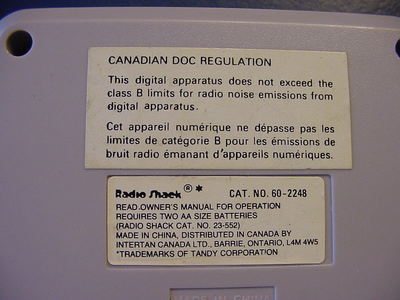 CANADIAN DOC REGULATION
This digital apparatus does not exceed the
class B limits for radio noise emissions from
digital apparatus.
Cet appareil numérique ne dépasse pas les
limites de catégorie B pour les émissions de
bruit radio émanant d'appareils numériques.
Radio Shack®* CAT. NO. 60-2248
READ OWNER'S MANUAL FOR OPERATION
REQUIRES TWO AA SIZE BATTERIES
(RADIO SHACK CAT. NO. 23-552)
MADE IN CHINA, DISTRIBUTED IN CANADA BY
INTERTAN CANADA LTD., BARRIE, ONTARIO, L4M 4W5
*TRADEMARKS OF TANDY CORPORATION
MADE IN CHINA